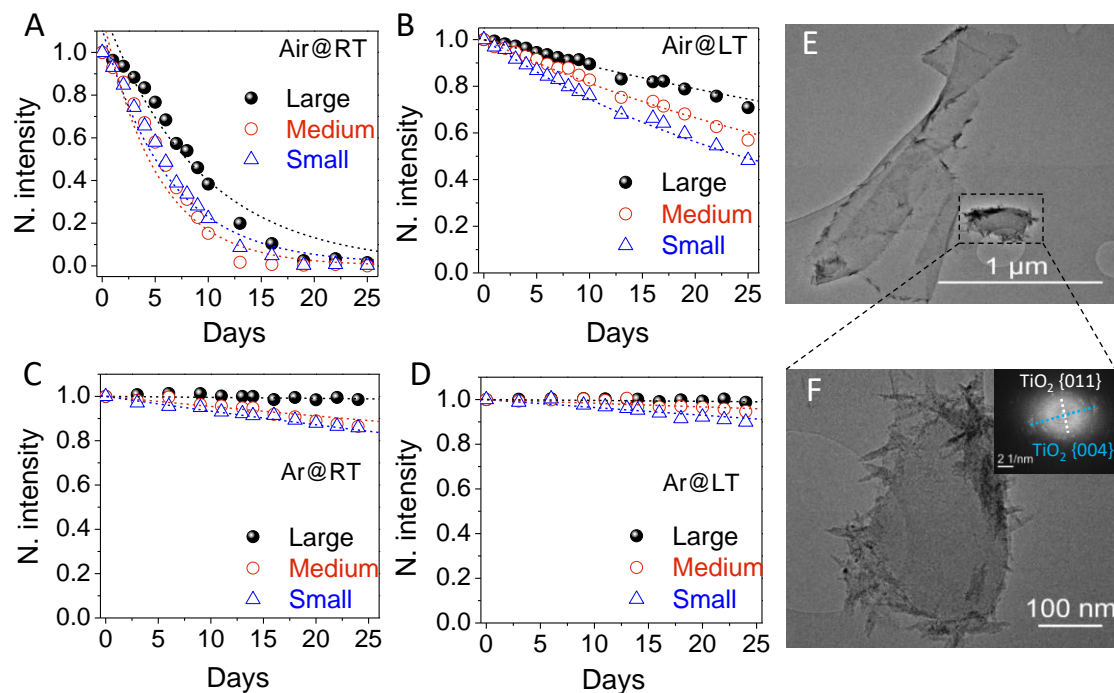 A
Air@RT
Large
Medium
Small
N. intensity
1.0
0.8
0.6
0.4
0.2
0.0
0 5 10 15 20 25
Days
B
Air@LT
Large
Medium
Small
N. intensity
1.0
0.8
0.6
0.4
0.2
0.0
0 5 10 15 20 25
Days
E
1 μm
C
Ar@RT
Large
Medium
Small
N. intensity
1.0
0.8
0.6
0.4
0.2
0.0
0 5 10 15 20 25
Days
D
Ar@LT
Large
Medium
Small
N. intensity
1.0
0.8
0.6
0.4
0.2
0.0
0 5 10 15 20 25
Days
F
TiO₂ {011}
TiO₂ {004}
2 1/nm
100 nm